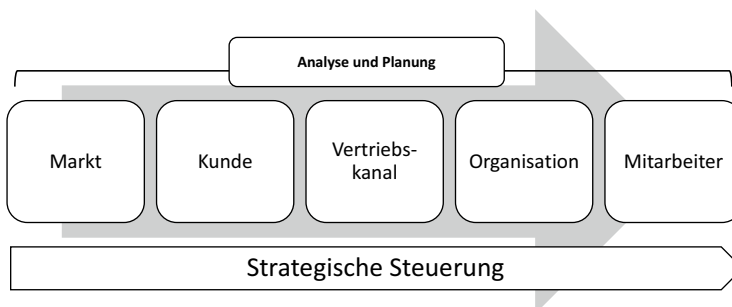 Analyse und Planung
Markt
Kunde
Vertriebs-
kanal
Organisation
Mitarbeiter
Strategische Steuerung